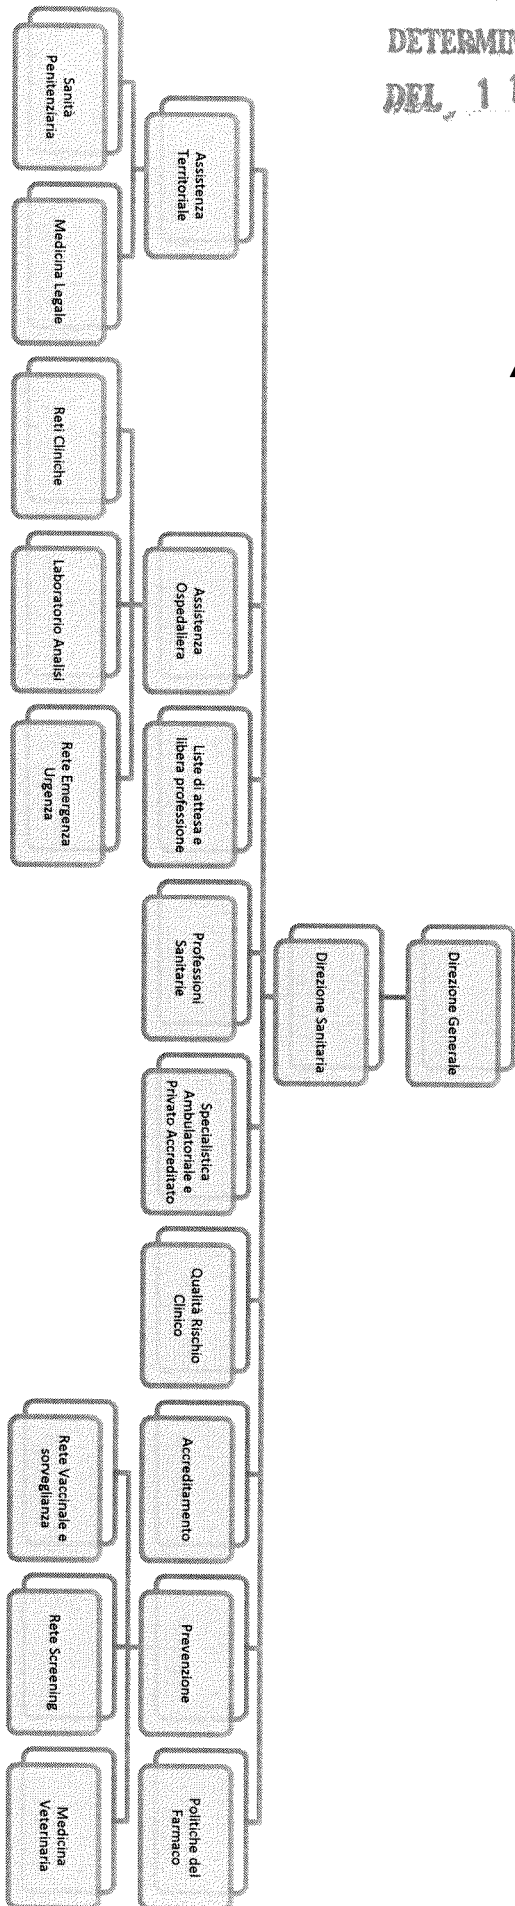 DETERMIN
DEL, 1 1
Direzione Generale
Direzione Sanitaria
Assistenza
Territoriale
Assistenza
Ospedaliera
Liste di attesa e
libera professione
Professioni
Sanitarie
Specialistica
Ambulatoriale e
Privato Accreditato
Qualità Rischio
Clinico
Accreditamento
Prevenzione
Politiche del
Farmaco
Sanità
Penitenziaria
Medicina Legale
Reti Cliniche
Laboratorio Analisi
Rete Emergenza
Urgenza
Rete Vaccinale e
sorveglianza
Rete Screening
Medicina
Veterinaria